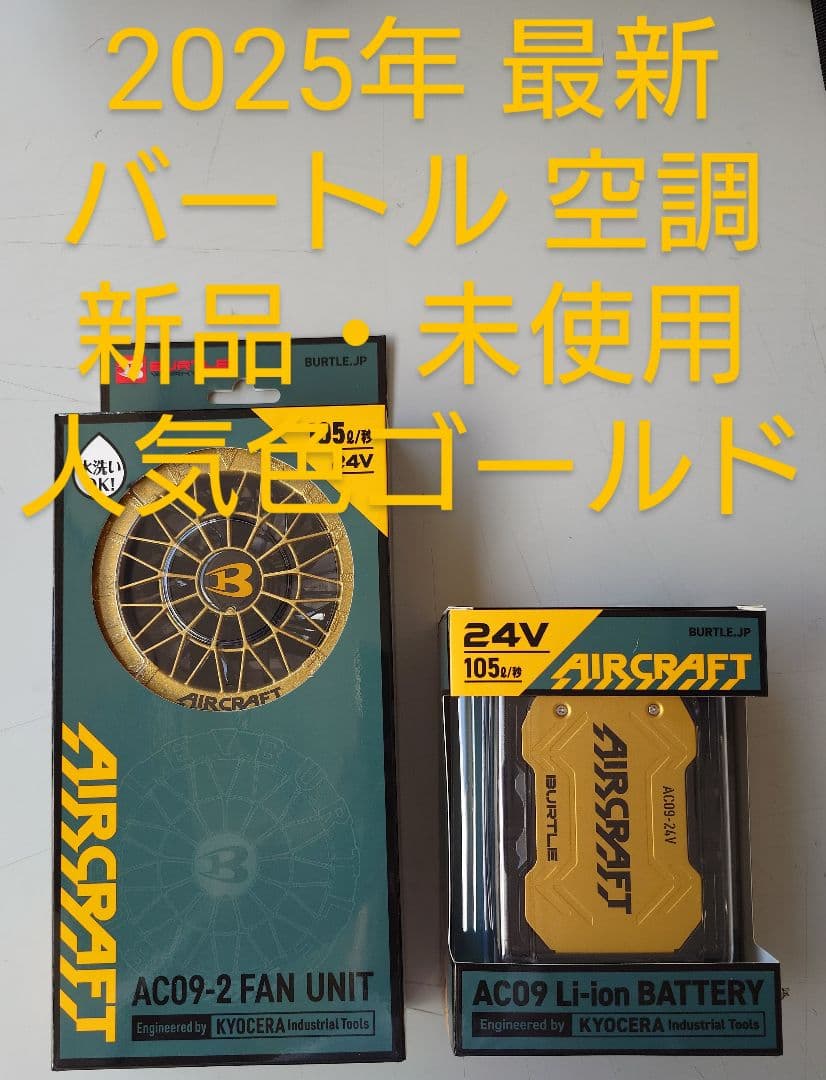 2025年 最新
バートル 空調
新品・未使用
人気色ゴールド
BURTLE
BURTLE.JP
105ℓ/秒
24V
水洗い
OK!
B
AIRCRAFT
AIRCRAFT
AC09-2 FAN UNIT
Engineered by KYOCERA Industrial Tools
24V
105ℓ/秒
BURTLE.JP
AIRCRAFT
AIRCRAFT
BURTLE
AC09-24V
AC09 Li-ion BATTERY
Engineered by KYOCERA Industrial Tools